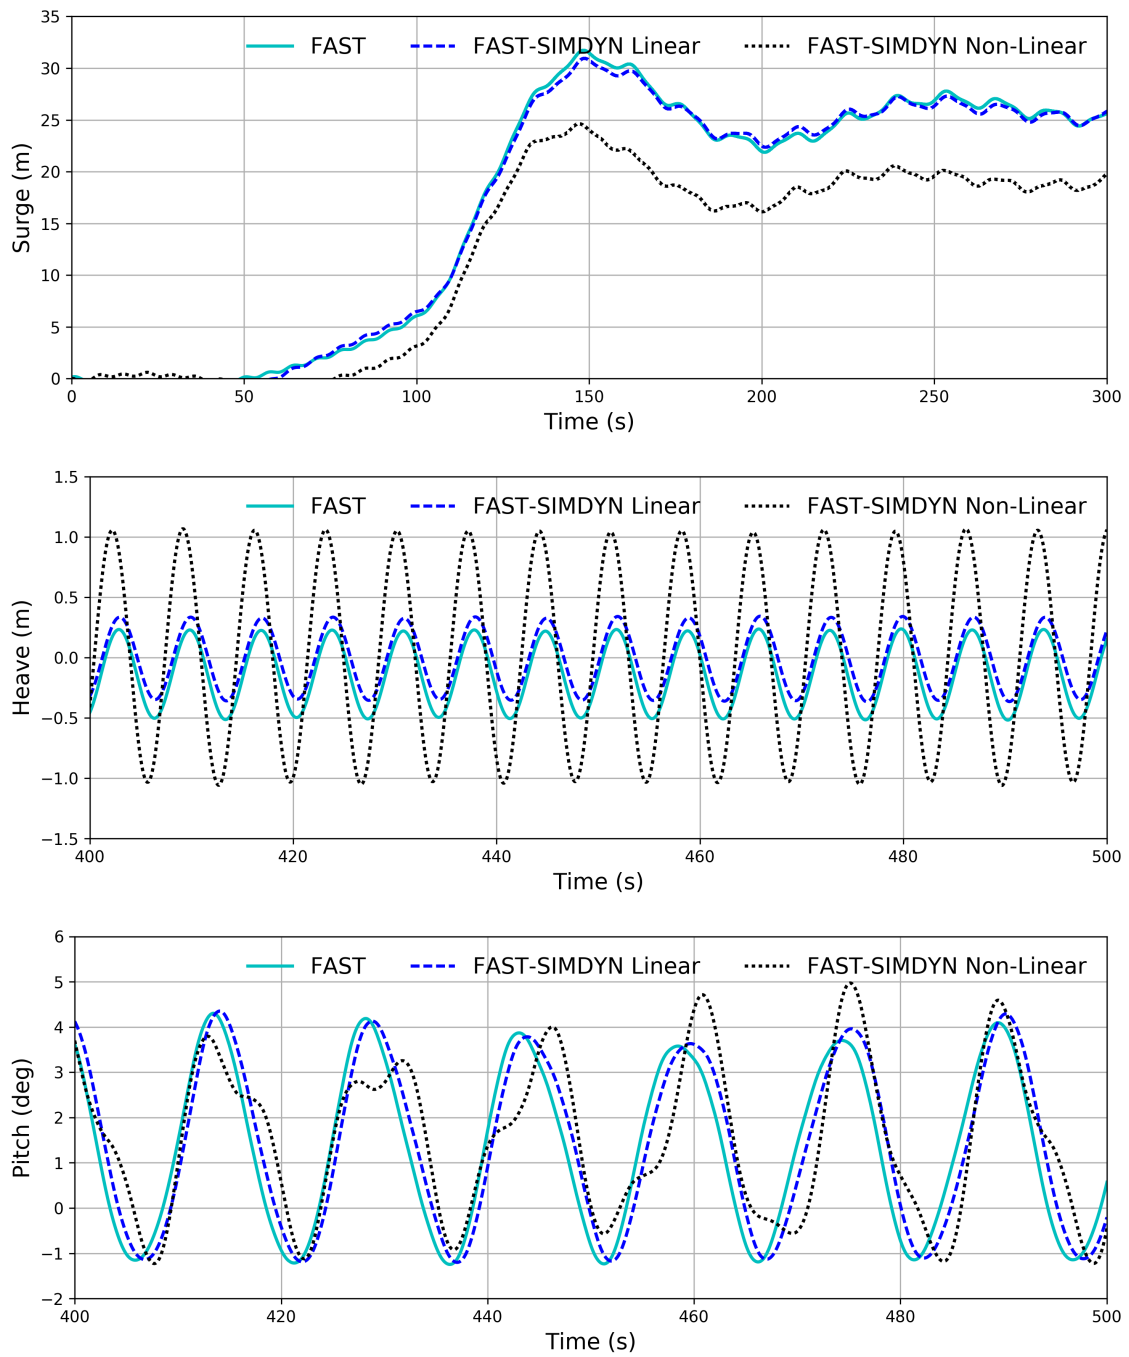 35
30
25
20
15
10
5
0
Surge (m)
FAST FAST-SIMDYN Linear FAST-SIMDYN Non-Linear
0 50 100 150 200 250 300
Time (s)
1.5
1.0
0.5
0.0
−0.5
−1.0
−1.5
Heave (m)
FAST FAST-SIMDYN Linear FAST-SIMDYN Non-Linear
400 420 440 460 480 500
Time (s)
6
5
4
3
2
1
0
−1
−2
Pitch (deg)
FAST FAST-SIMDYN Linear FAST-SIMDYN Non-Linear
400 420 440 460 480 500
Time (s)